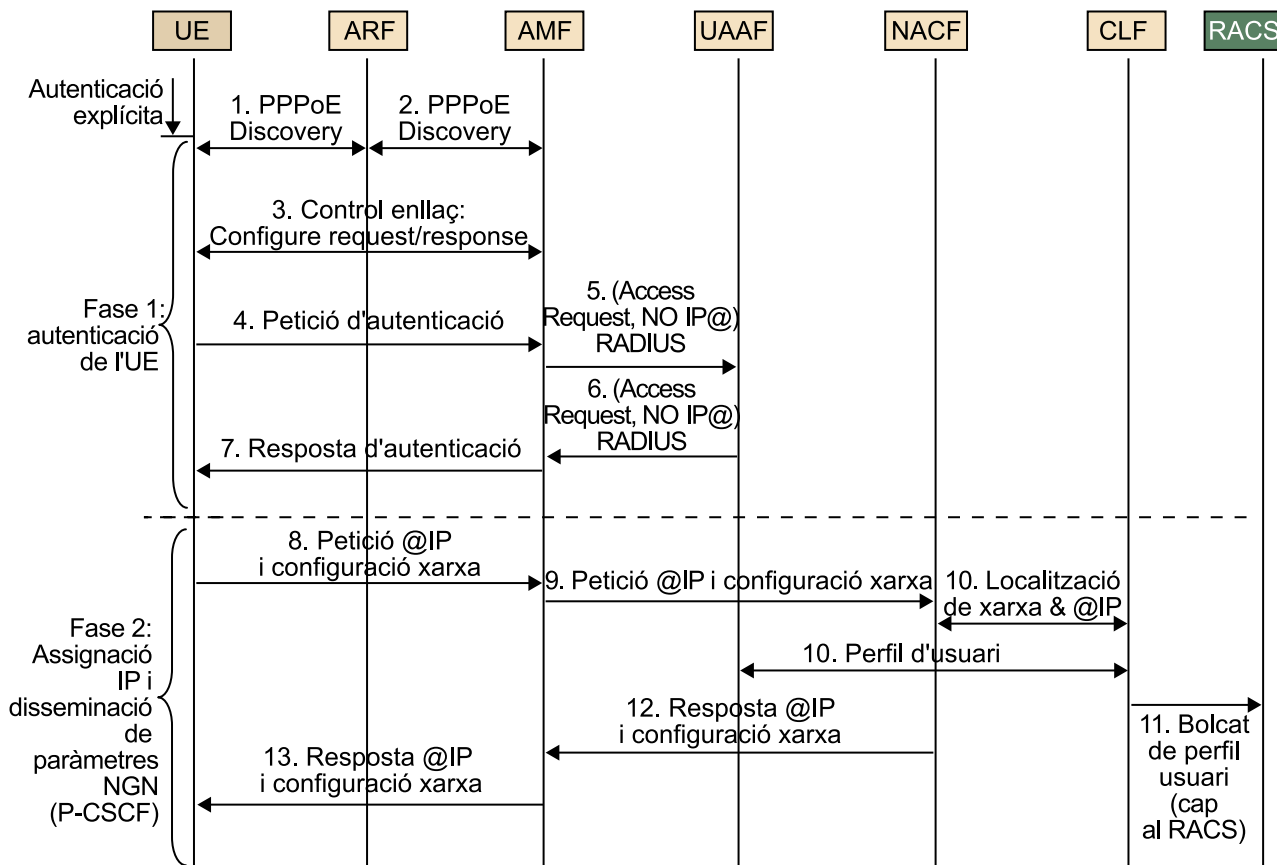 UE
ARF
AMF
UAAF
NACF
CLF
RACS
Autenticació
explícita
1. PPPoE
Discovery
2. PPPoE
Discovery
3. Control enllaç:
Configure request/response
Fase 1:
autenticació
de l'UE
4. Petició d'autenticació
5. (Access
Request, NO IP@)
RADIUS
6. (Access
Request, NO IP@)
RADIUS
7. Resposta d'autenticació
8. Petició @IP
i configuració xarxa
9. Petició @IP i configuració xarxa
10. Localització
de xarxa & @IP
Fase 2:
Assignació
IP i
disseminació
de
paràmetres
NGN
(P-CSCF)
10. Perfil d'usuari
11. Bolcat
de perfil
usuari
(cap
al RACS)
12. Resposta @IP
i configuració xarxa
13. Resposta @IP
i configuració xarxa